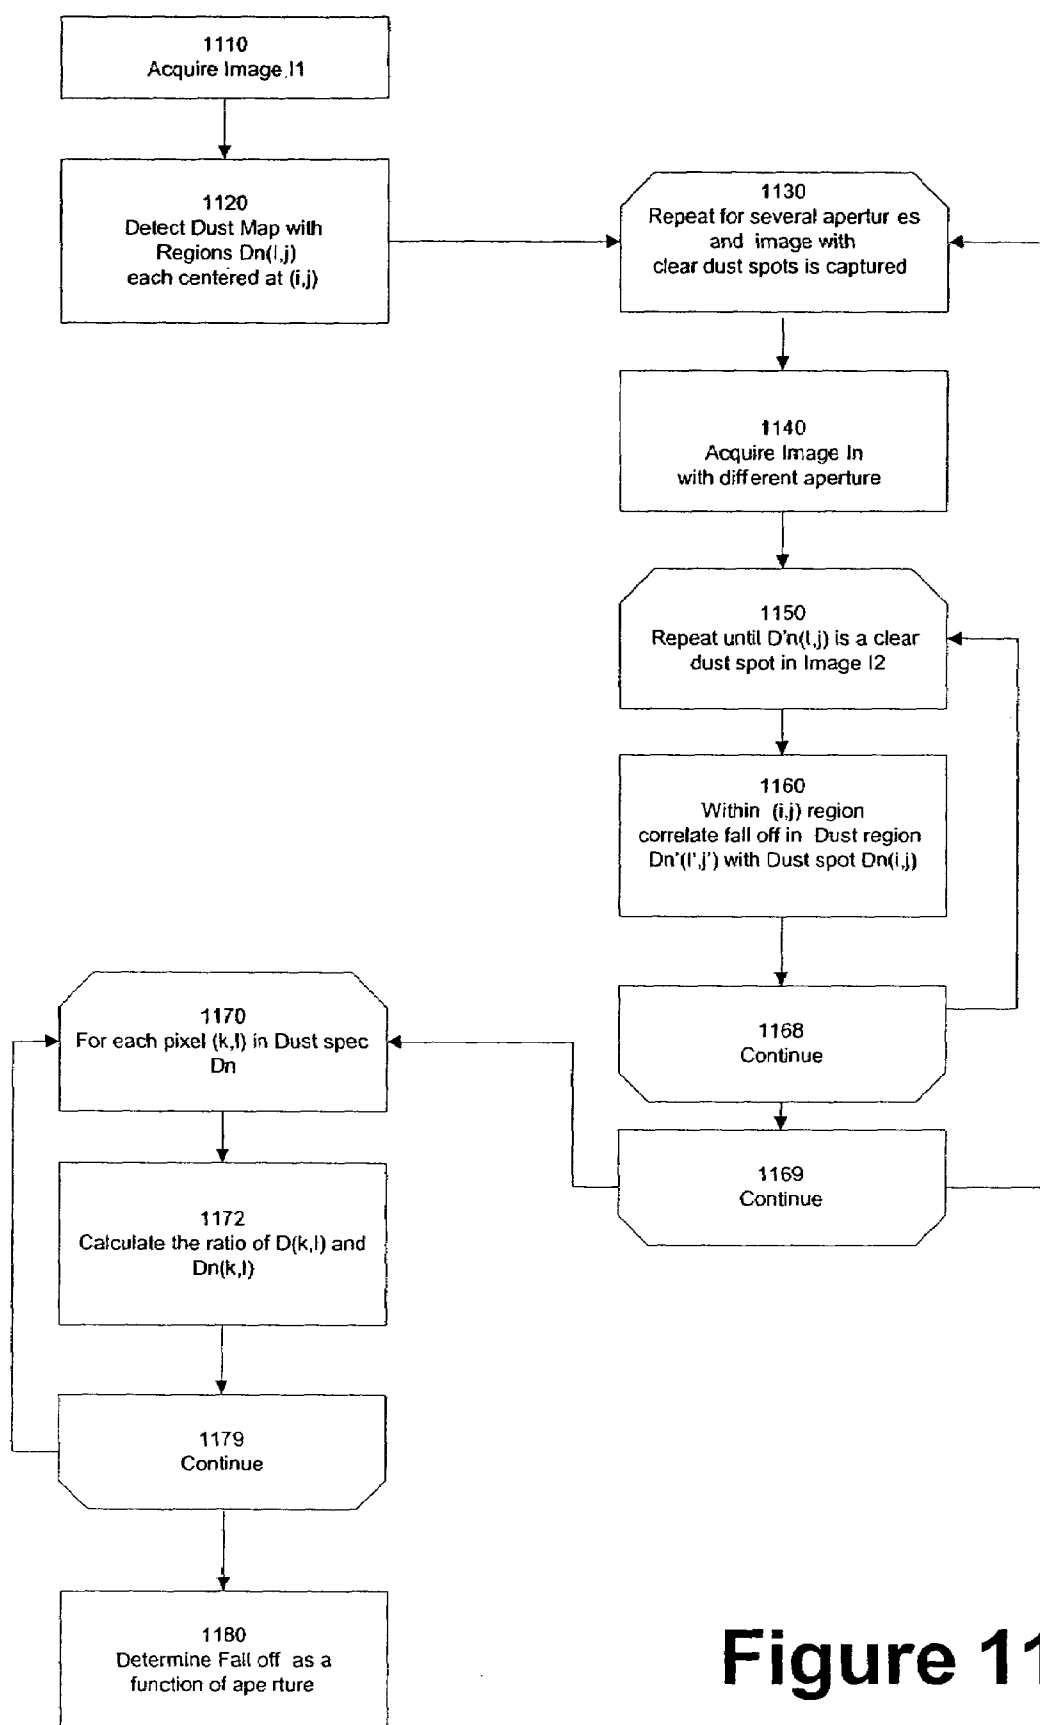 1110
Acquire Image I1
1120
Detect Dust Map with
Regions Dn(I,j)
each centered at (i,j)
1130
Repeat for several apertur es
and image with
clear dust spots is captured
1140
Acquire Image In
with different aperture
1150
Repeat until D'n(I,j) is a clear
dust spot in Image I2
1160
Within (i,j) region
correlate fall off in Dust region
Dn'(I',j') with Dust spot Dn(i,j)
1168
Continue
1169
Continue
1170
For each pixel (k,l) in Dust spec
Dn
1172
Calculate the ratio of D(k,l) and
Dn(k,l)
1179
Continue
1180
Determine Fall off as a
function of ape rture
Figure 11